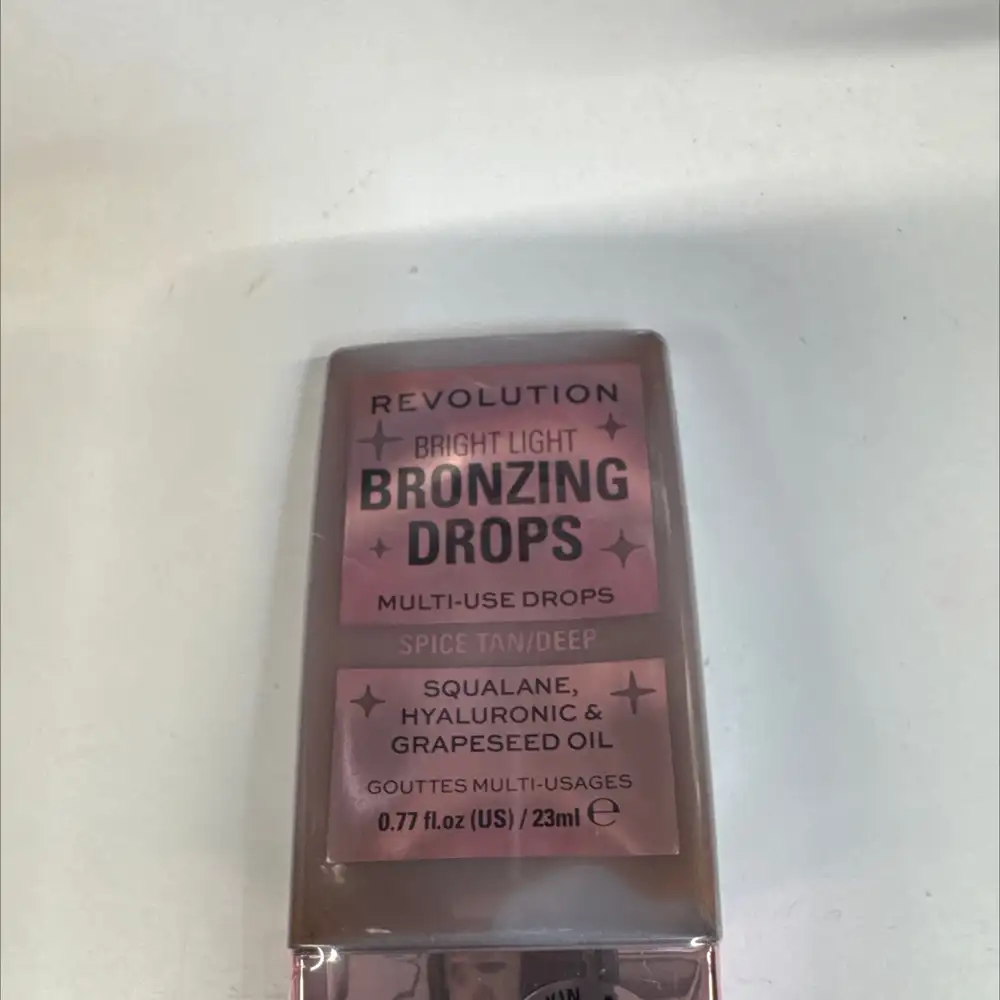 REVOLUTION
BRIGHT LIGHT
BRONZING
DROPS
MULTI-USE DROPS
SPICE TAN/DEEP
SQUALANE,
HYALURONIC &
GRAPESEED OIL
GOUTTES MULTI-USAGES
0.77 fl.oz (US) / 23ml ℮